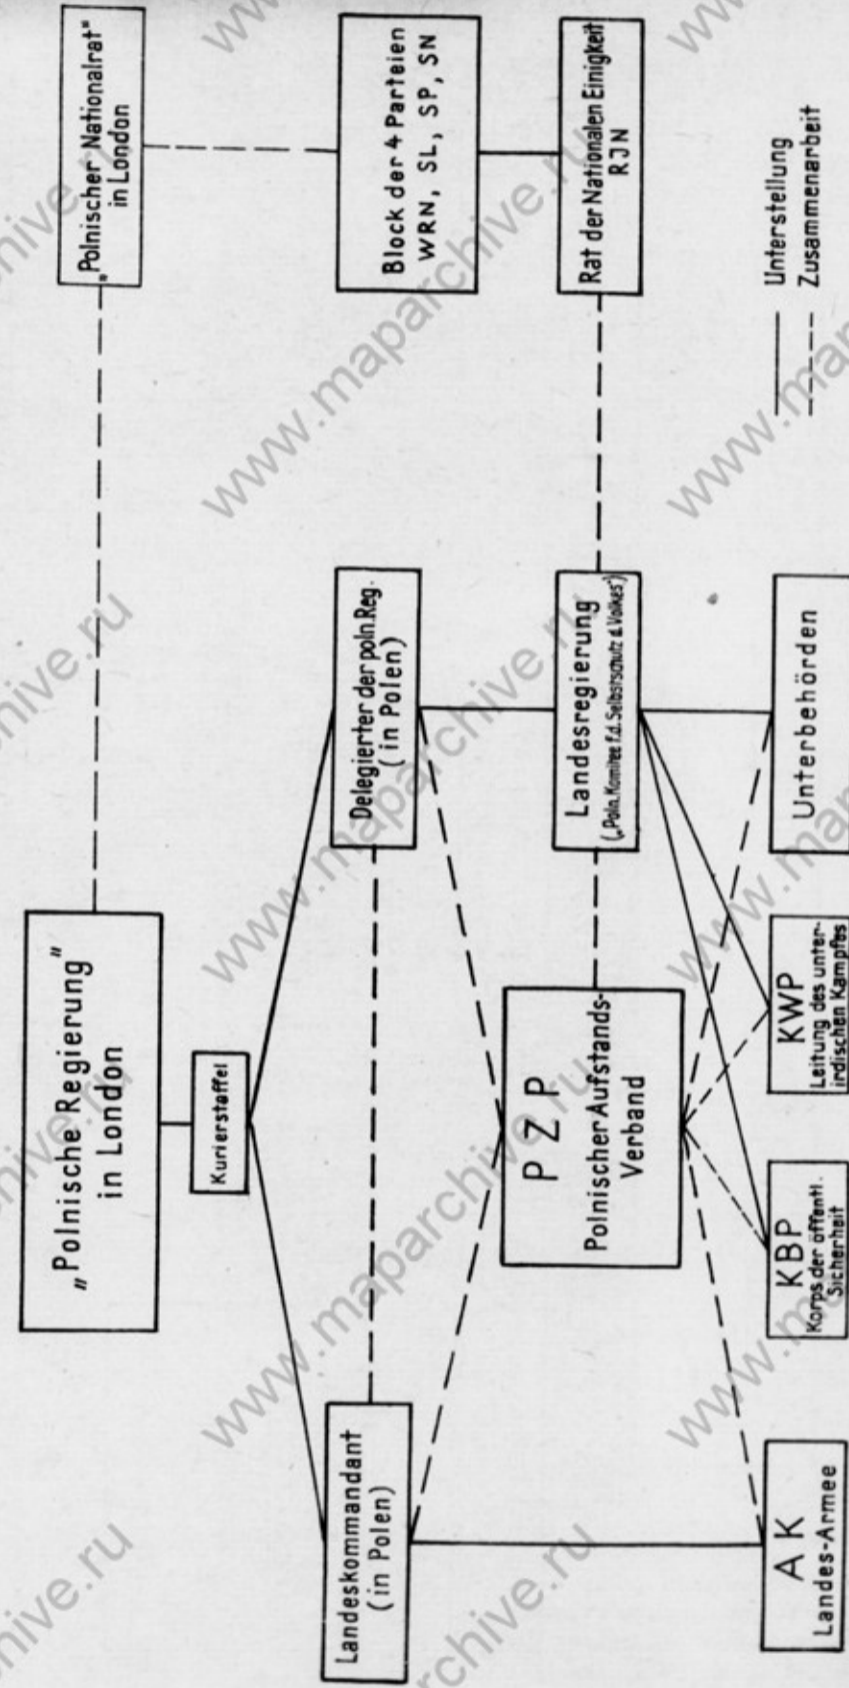 „Polnische Regierung"
in London
"Polnischer Nationalrat"
in London
Kurierstaffel
Landeskommandant
(in Polen)
Delegierter der poln.Reg.
(in Polen)
Block der 4 Parteien
WRN, SL, SP, SN
PZP
Polnischer Aufstands-
Verband
Landesregierung
(„Poln.Komitee f.d.Selbstschutz d.Volkes")
Rat der Nationalen Einigkeit
RJN
AK
Landes-Armee
KBP
Korps der öffentl.
Sicherheit
KWP
Leitung des unter-
irdischen Kampfes
Unterbehörden
Unterstellung
Zusammenarbeit
www.maparchive.ru